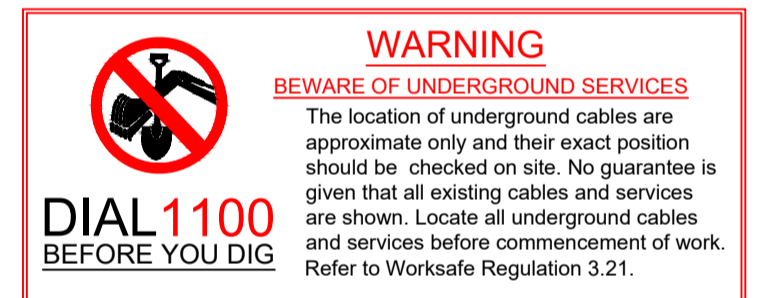 WARNING
BEWARE OF UNDERGROUND SERVICES
The location of underground cables are
approximate only and their exact position
should be checked on site. No guarantee is
given that all existing cables and services
are shown. Locate all underground cables
and services before commencement of work.
Refer to Worksafe Regulation 3.21.
DIAL1100
BEFORE YOU DIG